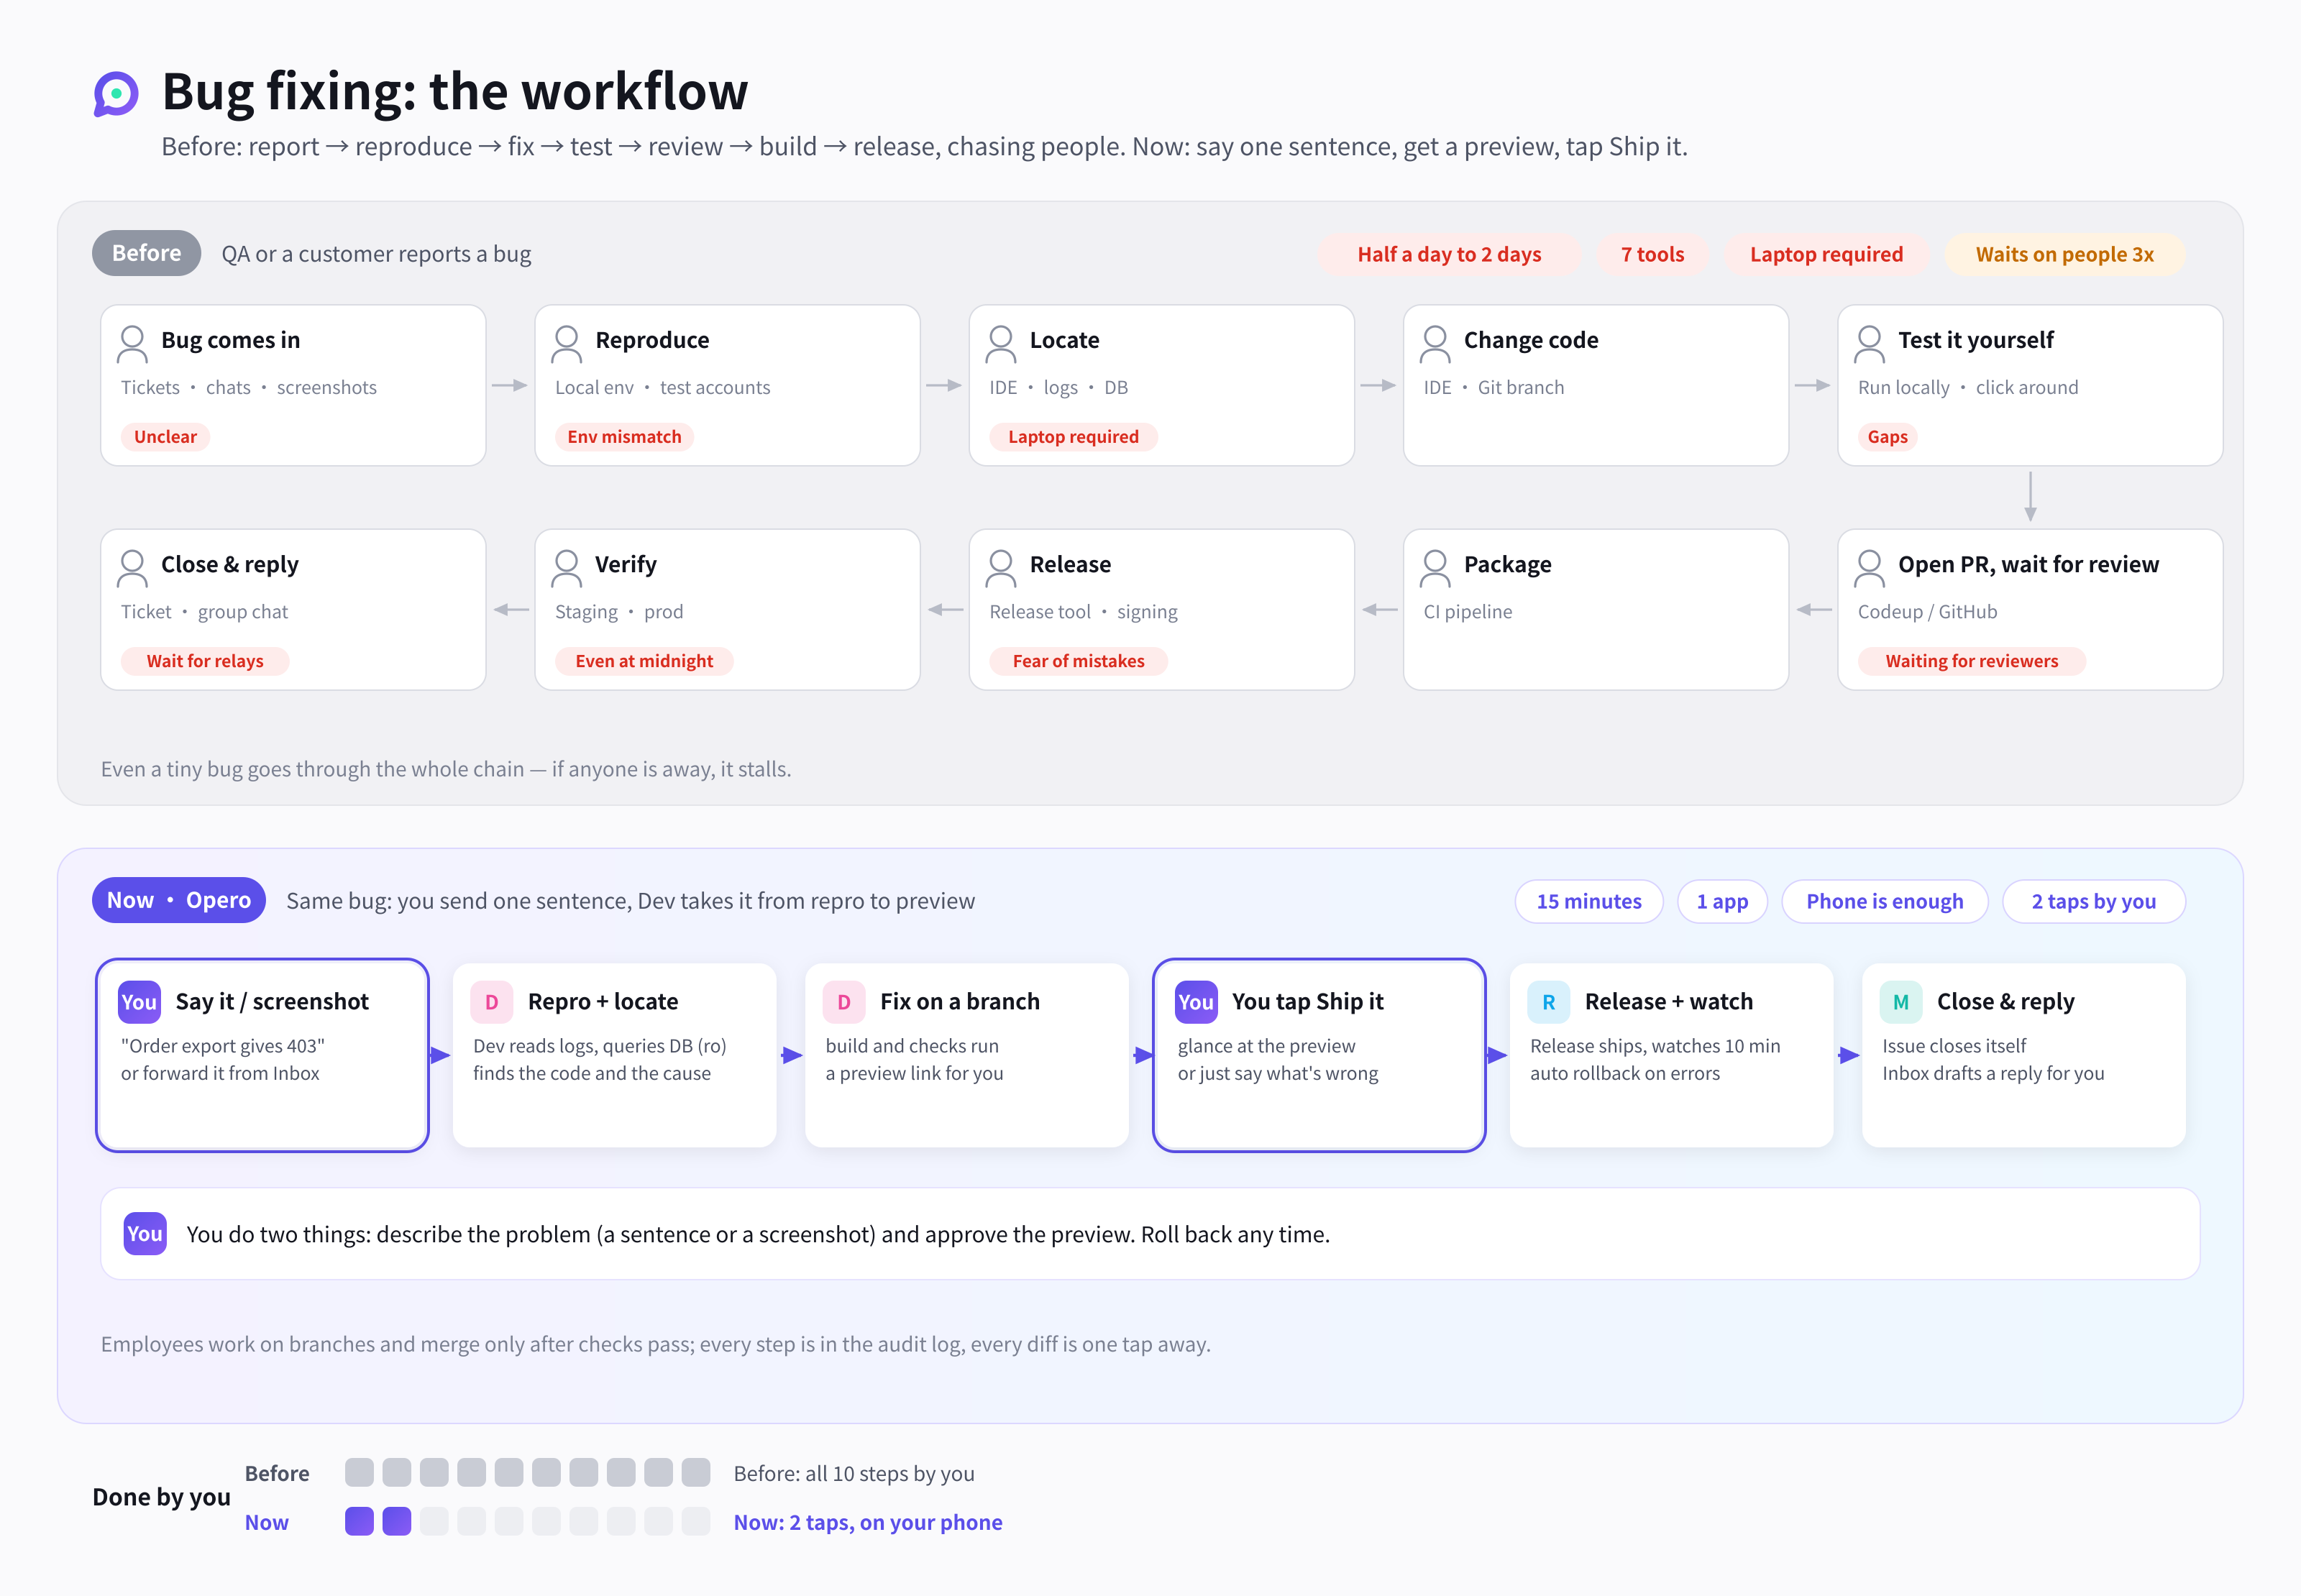 Bug fixing: the workflow
Before: report → reproduce → fix → test → review → build → release, chasing people. Now: say one sentence, get a preview, tap Ship it.
Before
QA or a customer reports a bug
Half a day to 2 days
7 tools
Laptop required
Waits on people 3x
Bug comes in
Tickets • chats • screenshots
Unclear
Reproduce
Local env • test accounts
Env mismatch
Locate
IDE • logs • DB
Laptop required
Change code
IDE • Git branch
Test it yourself
Run locally • click around
Gaps
Close & reply
Ticket • group chat
Wait for relays
Verify
Staging • prod
Even at midnight
Release
Release tool • signing
Fear of mistakes
Package
CI pipeline
Open PR, wait for review
Codeup / GitHub
Waiting for reviewers
Even a tiny bug goes through the whole chain — if anyone is away, it stalls.
Now • Opero
Same bug: you send one sentence, Dev takes it from repro to preview
15 minutes
1 app
Phone is enough
2 taps by you
You
Say it / screenshot
"Order export gives 403"
or forward it from Inbox
D
Repro + locate
Dev reads logs, queries DB (ro)
finds the code and the cause
D
Fix on a branch
build and checks run
a preview link for you
You
You tap Ship it
glance at the preview
or just say what's wrong
R
Release + watch
Release ships, watches 10 min
auto rollback on errors
M
Close & reply
Issue closes itself
Inbox drafts a reply for you
You
You do two things: describe the problem (a sentence or a screenshot) and approve the preview. Roll back any time.
Employees work on branches and merge only after checks pass; every step is in the audit log, every diff is one tap away.
Done by you
Before
Before: all 10 steps by you
Now
Now: 2 taps, on your phone